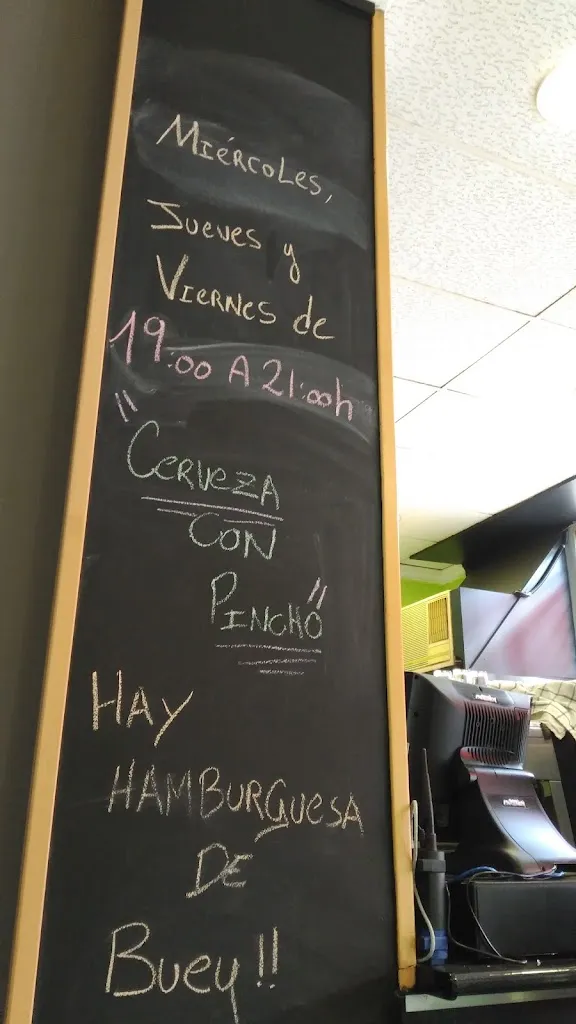 Miércoles,
Jueves y
Viernes de
19:00 A 21:00h
"Cerveza
con
Pincho"
Hay
hamburguesa
de
Buey!!